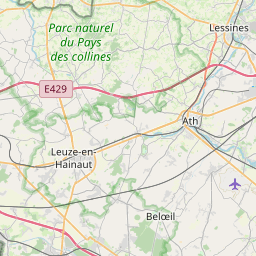 Lessines
Parc naturel
du Pays
des collines
E429
Ath
Leuze-en-
Hainaut
Belœil